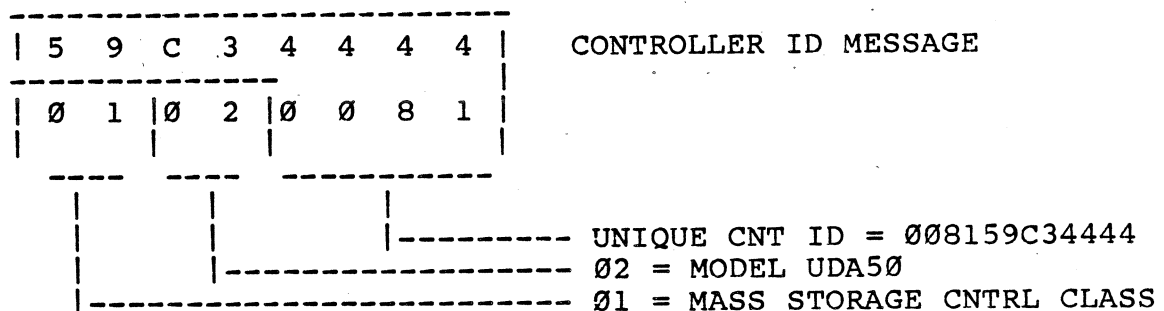 | 5 9 C 3 4 4 4 4 | CONTROLLER ID MESSAGE
| Ø 1 |Ø 2 |Ø Ø 8 1 |
UNIQUE CNT ID = ØØ8159C34444
Ø2 = MODEL UDA5Ø
Ø1 = MASS STORAGE CNTRL CLASS